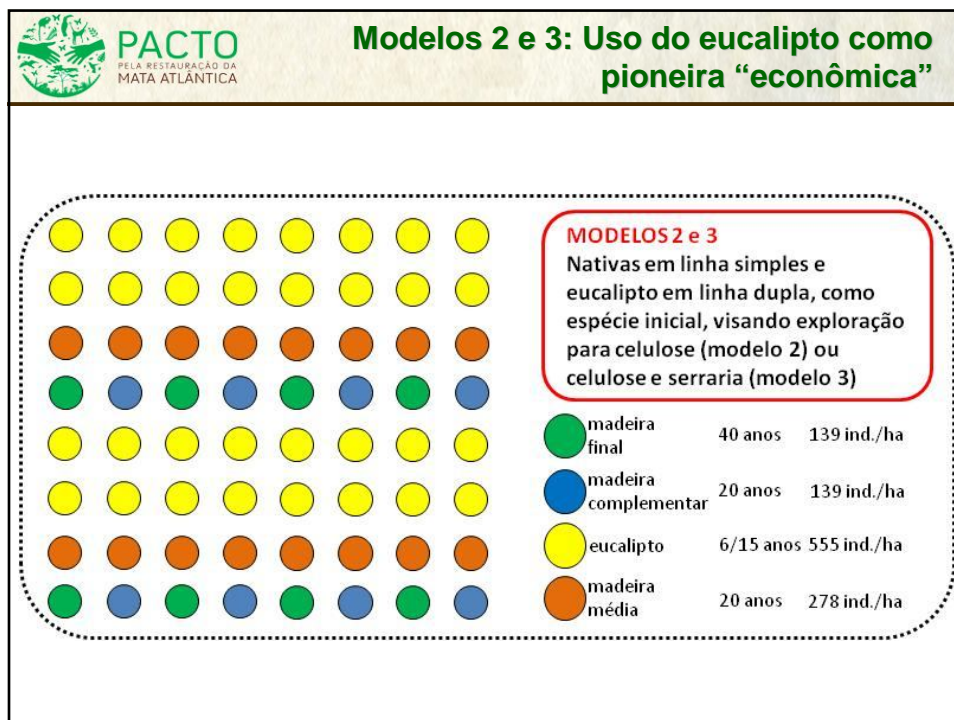 PACTO
PELA RESTAURAÇÃO DA
MATA ATLÂNTICA
Modelos 2 e 3: Uso do eucalipto como
pioneira “econômica”
MODELOS 2 e 3
Nativas em linha simples e
eucalipto em linha dupla, como
espécie inicial, visando exploração
para celulose (modelo 2) ou
celulose e serraria (modelo 3)
madeira
final 40 anos 139 ind./ha
madeira
complementar 20 anos 139 ind./ha
eucalipto 6/15 anos 555 ind./ha
madeira
média 20 anos 278 ind./ha